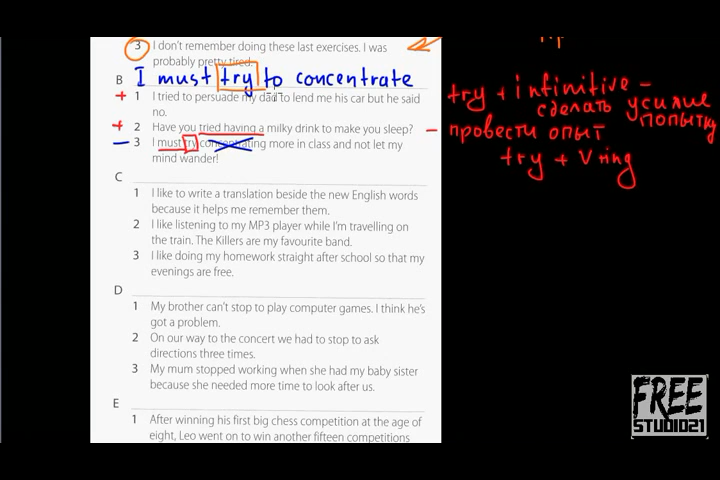 3 I don't remember doing these last exercises. I was
probably pretty tired.
B I must try to concentrate
+ 1 I tried to persuade my dad to lend me his car but he said
no.
+ 2 Have you tried having a milky drink to make you sleep?
– 3 I must try concentrating more in class and not let my
mind wander!
C
1 I like to write a translation beside the new English words
because it helps me remember them.
2 I like listening to my MP3 player while I'm travelling on
the train. The Killers are my favourite band.
3 I like doing my homework straight after school so that my
evenings are free.
D
1 My brother can't stop to play computer games. I think he's
got a problem.
2 On our way to the concert we had to stop to ask
directions three times.
3 My mum stopped working when she had my baby sister
because she needed more time to look after us.
E
1 After winning his first big chess competition at the age of
eight, Leo went on to win another fifteen competitions
try + infinitive –
сделать усилие
попытку
– провести опыт
try + Ving
FREE
STUDIO21